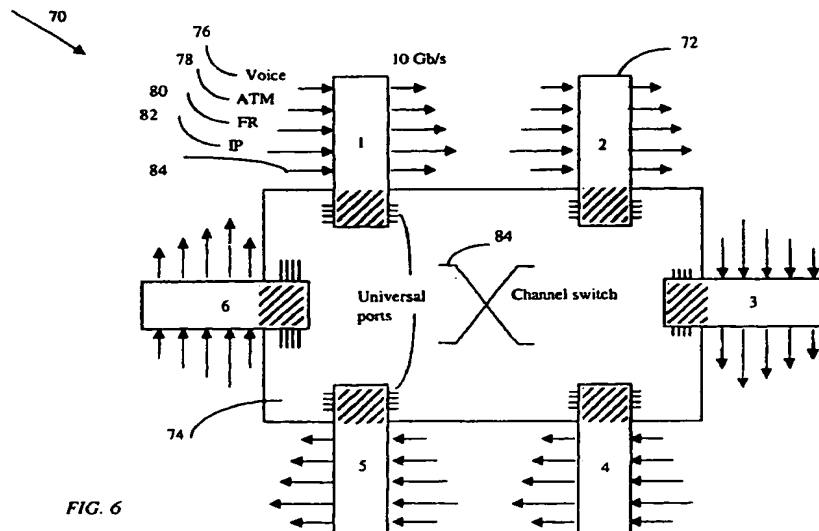 70
76
Voice
10 Gb/s
72
78
ATM
80
FR
82
IP
84
1
2
84
Universal
ports
Channel switch
6
3
74
5
4
FIG. 6